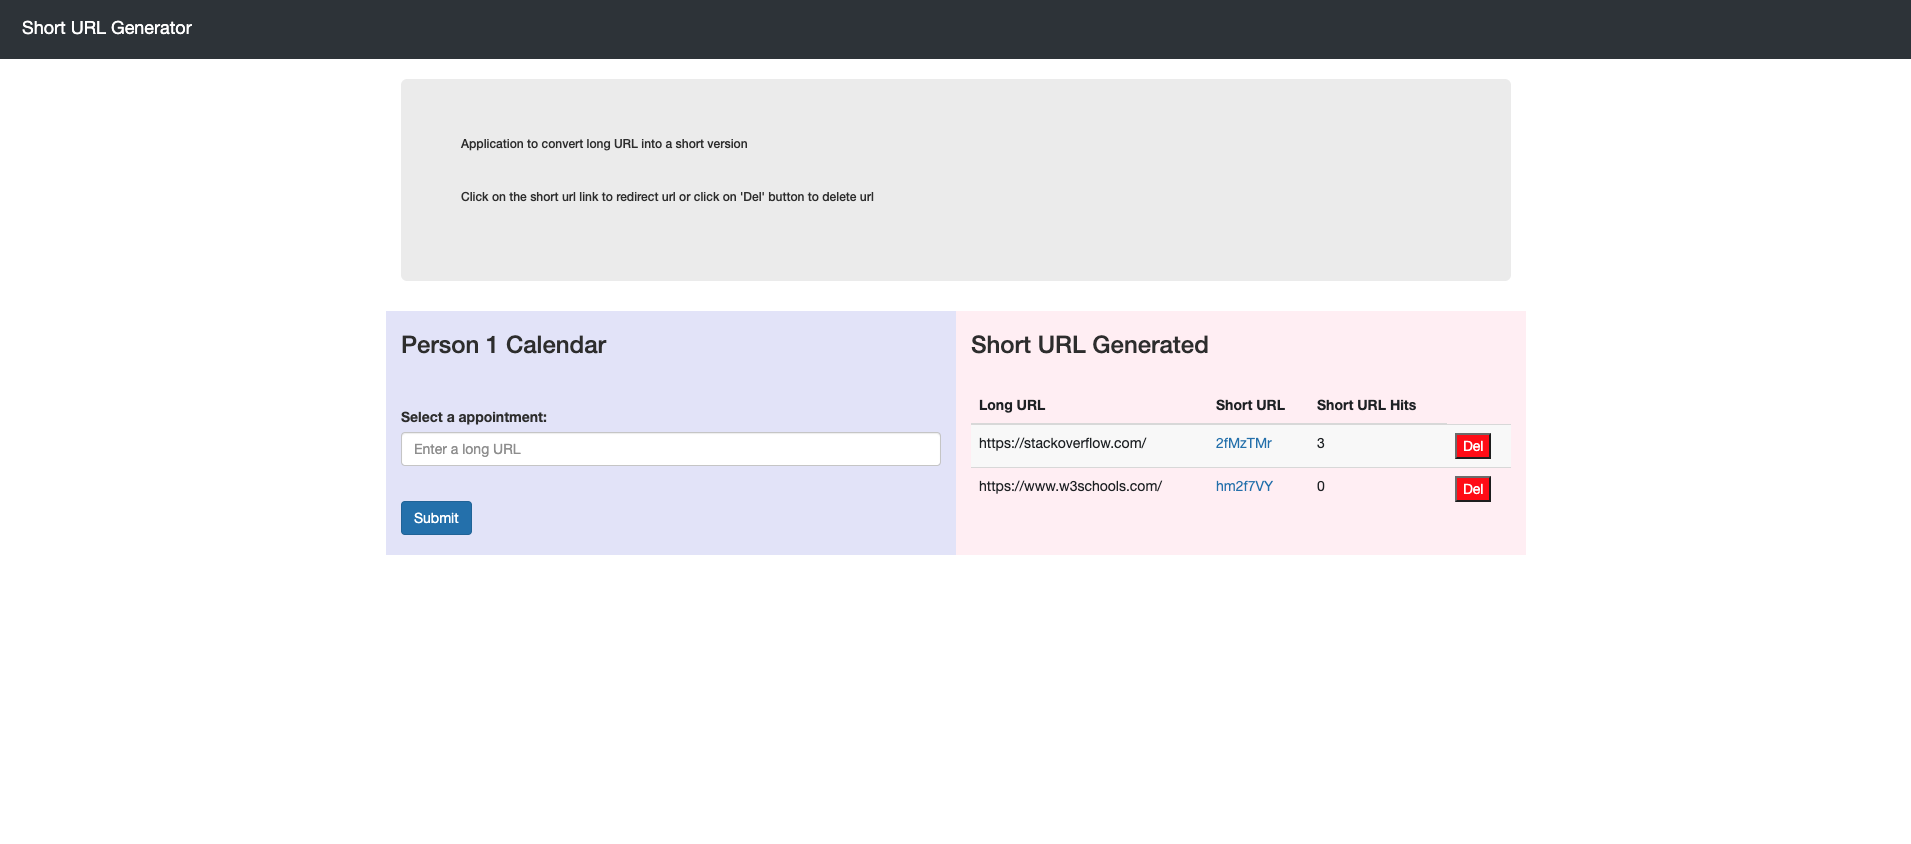 Short URL Generator
Application to convert long URL into a short version
Click on the short url link to redirect url or click on 'Del' button to delete url
Person 1 Calendar
Select a appointment:
Enter a long URL
Submit
Short URL Generated
Long URL Short URL Short URL Hits
https://stackoverflow.com/ 2fMzTMr 3 Del
https://www.w3schools.com/ hm2f7VY 0 Del